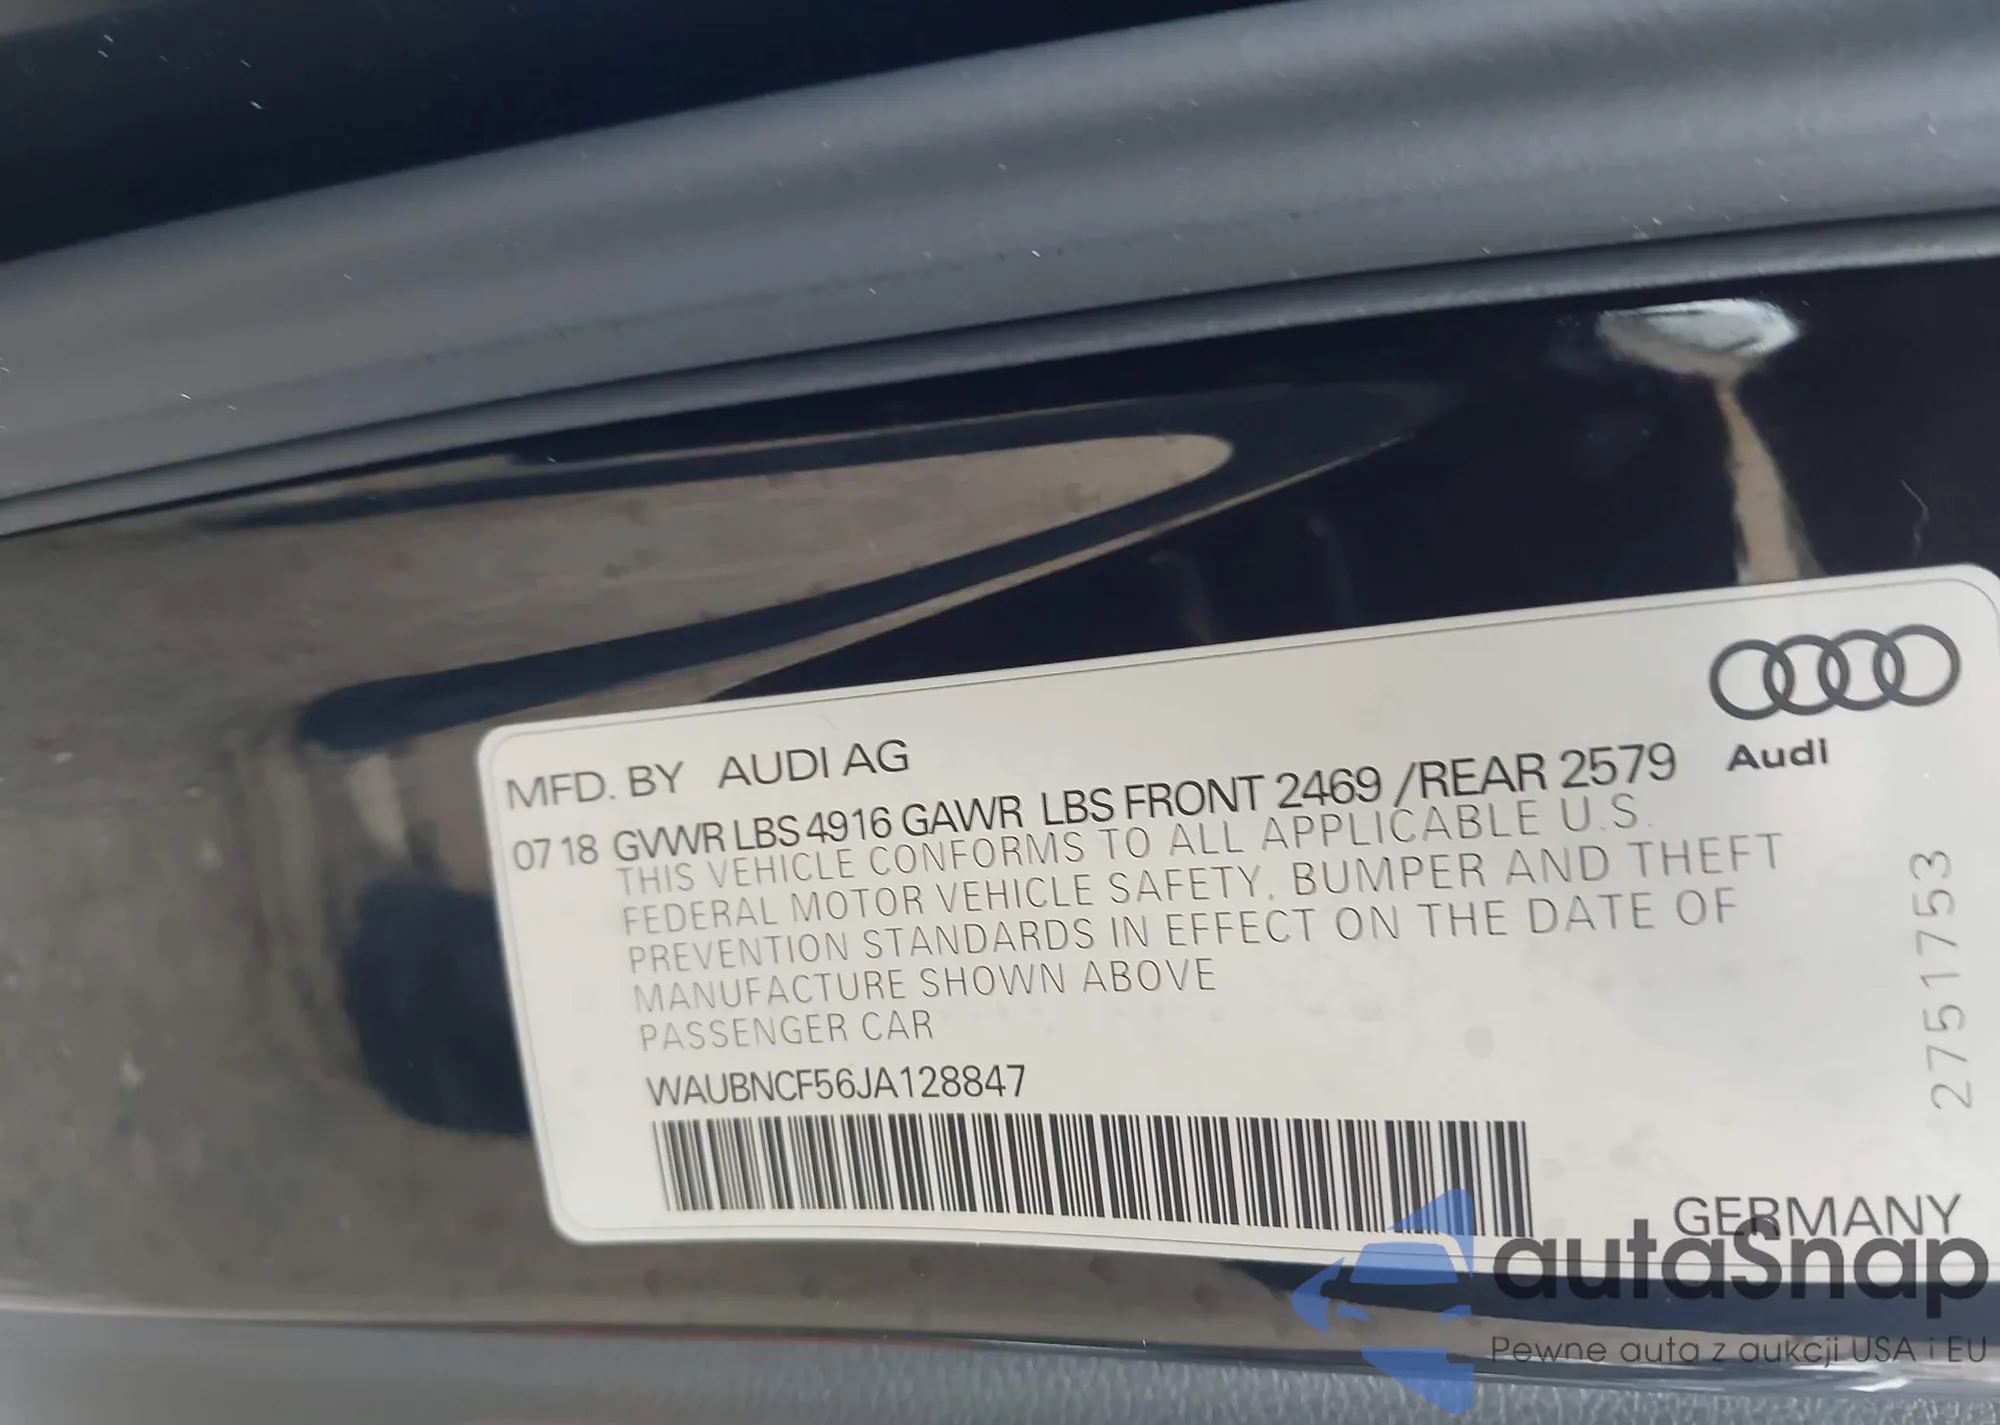 MFD. BY AUDI AG
07 18 GVWR LBS 4916 GAWR LBS FRONT 2469 /REAR 2579
Audi
THIS VEHICLE CONFORMS TO ALL APPLICABLE U.S.
FEDERAL MOTOR VEHICLE SAFETY, BUMPER AND THEFT
PREVENTION STANDARDS IN EFFECT ON THE DATE OF
MANUFACTURE SHOWN ABOVE
PASSENGER CAR
WAUBNCF56JA128847
2751753
GERMANY
autaSnap
Pewne auta z aukcji USA i EU